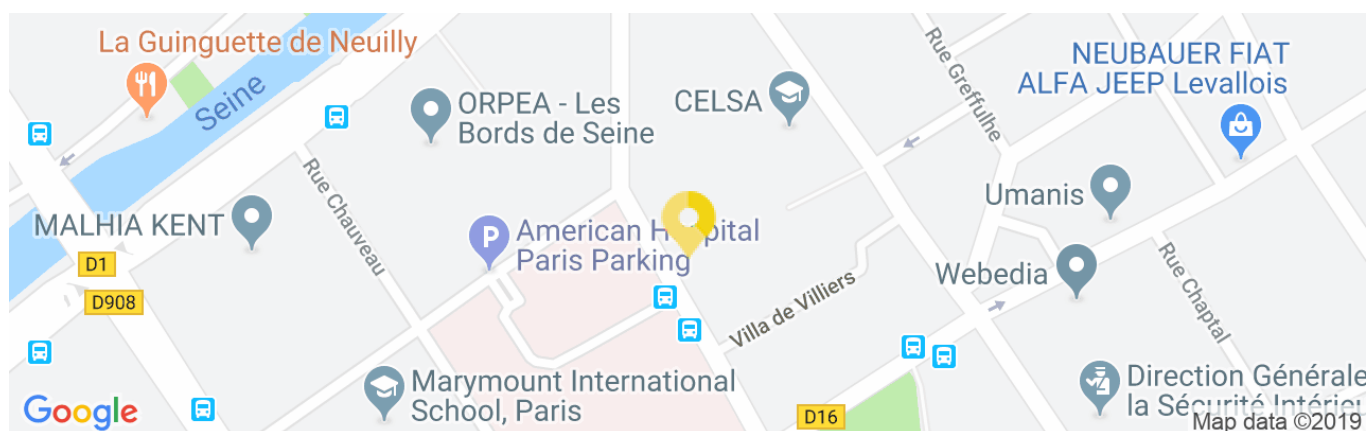 La Guinguette de Neuilly
Seine
ORPEA - Les
Bords de Seine
CELSA
Rue Greffulhe
NEUBAUER FIAT
ALFA JEEP Levallois
MALHIA KENT
Rue Chauveau
P
American Hospital
Paris Parking
Umanis
Webedia
D1
D908
Villa de Villiers
Rue Chaptal
Marymount International
School, Paris
D16
Direction Générale
la Sécurité Intérieu
Google
Map data ©2019